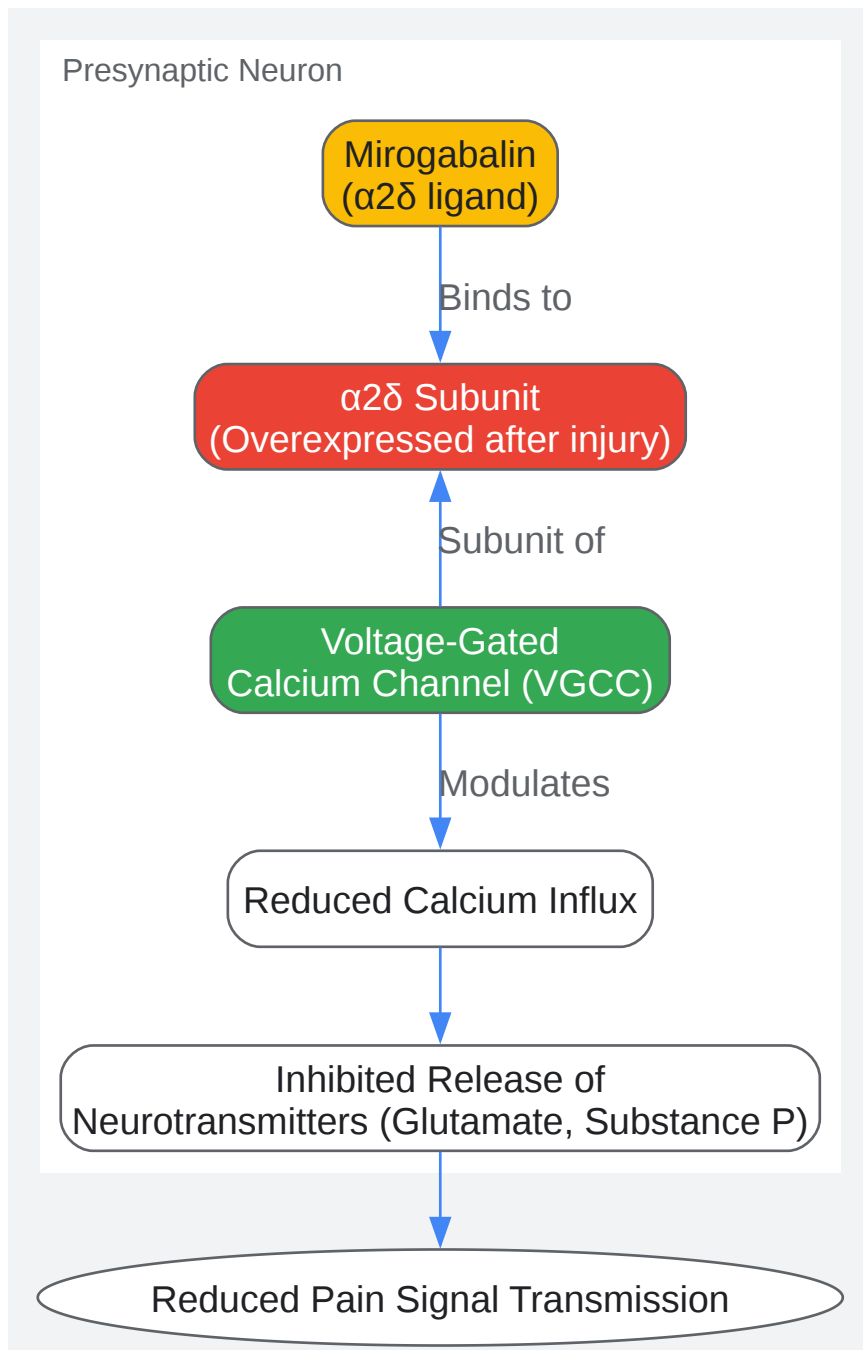 Presynaptic Neuron
Mirogabalin
(α2δ ligand)
Binds to
α2δ Subunit
(Overexpressed after injury)
Subunit of
Voltage-Gated
Calcium Channel (VGCC)
Modulates
Reduced Calcium Influx
Inhibited Release of
Neurotransmitters (Glutamate, Substance P)
Reduced Pain Signal Transmission